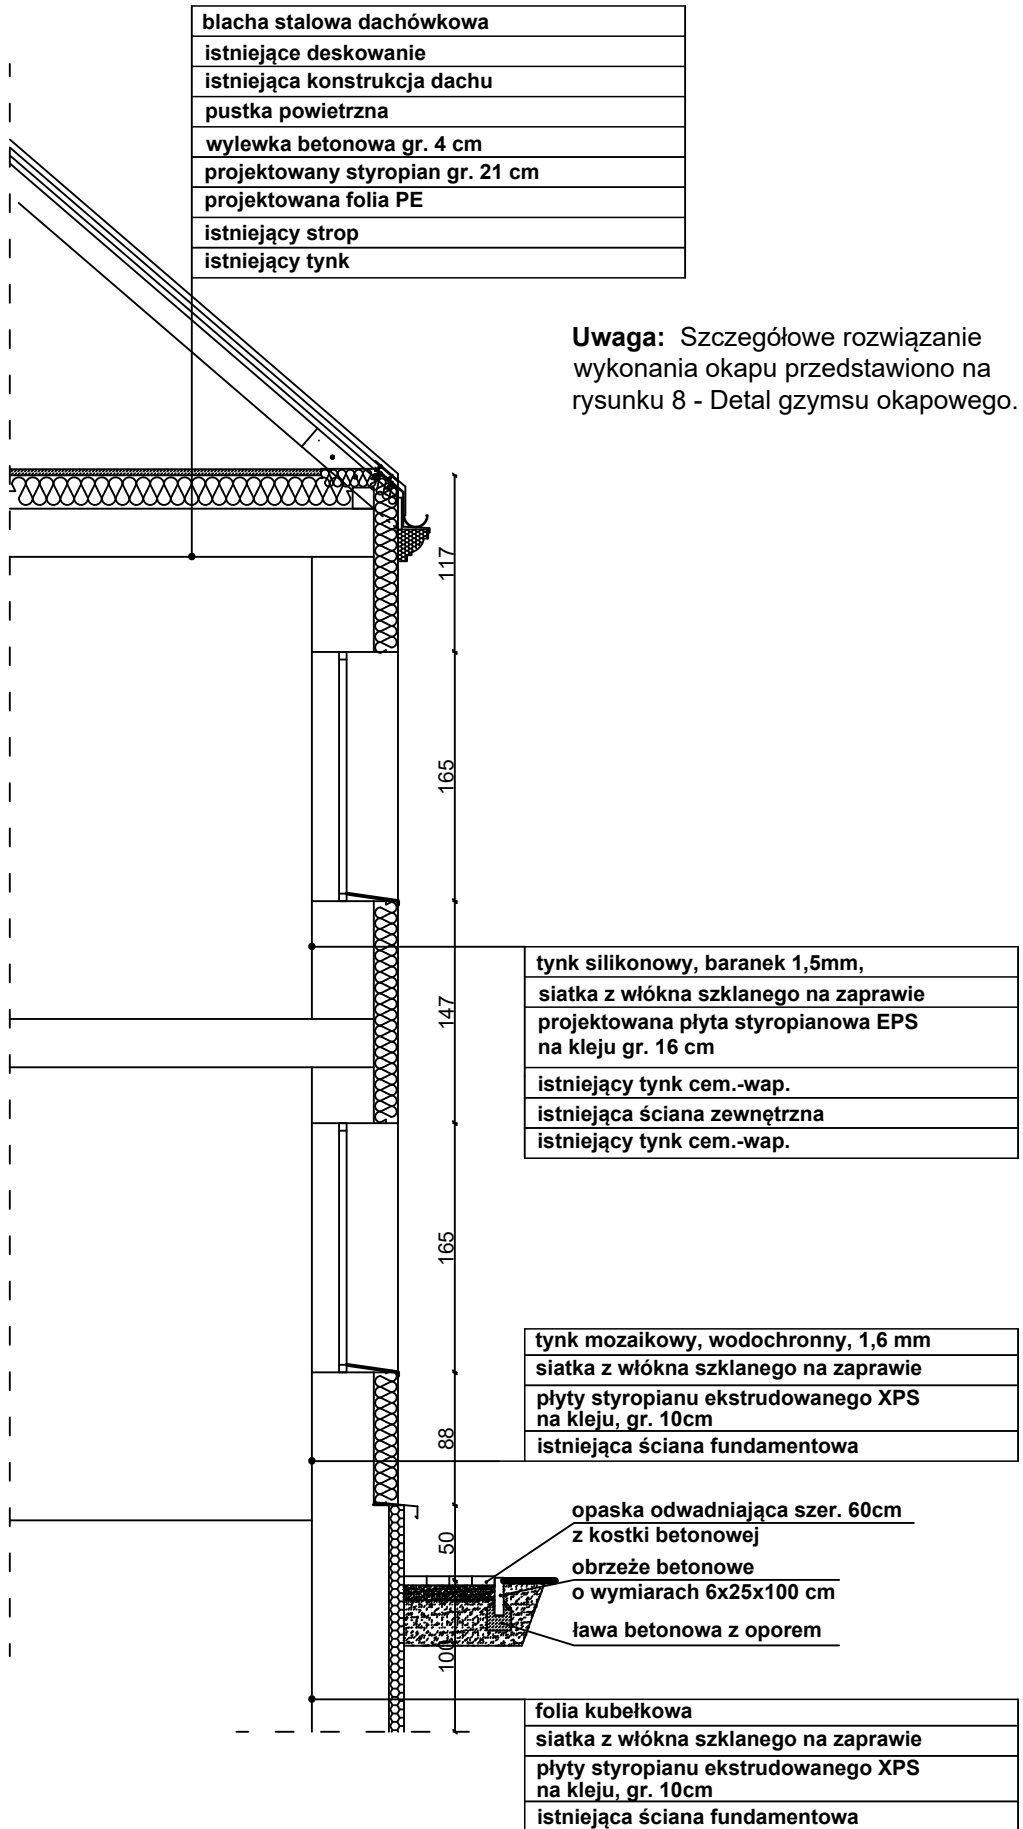 blacha stalowa dachówkowa
istniejące deskowanie
istniejąca konstrukcja dachu
pustka powietrzna
wylewka betonowa gr. 4 cm
projektowany styropian gr. 21 cm
projektowana folia PE
istniejący strop
istniejący tynk
Uwaga: Szczegółowe rozwiązanie
wykonania okapu przedstawiono na
rysunku 8 - Detal gzymsu okapowego.
117
165
tynk silikonowy, baranek 1,5mm,
siatka z włókna szklanego na zaprawie
projektowana płyta styropianowa EPS
na kleju gr. 16 cm
istniejący tynk cem.-wap.
istniejąca ściana zewnętrzna
istniejący tynk cem.-wap.
147
165
tynk mozaikowy, wodochronny, 1,6 mm
siatka z włókna szklanego na zaprawie
płyty styropianu ekstrudowanego XPS
na kleju, gr. 10cm
istniejąca ściana fundamentowa
88
50
opaska odwadniająca szer. 60cm
z kostki betonowej
obrzeże betonowe
o wymiarach 6x25x100 cm
ława betonowa z oporem
100
folia kubełkowa
siatka z włókna szklanego na zaprawie
płyty styropianu ekstrudowanego XPS
na kleju, gr. 10cm
istniejąca ściana fundamentowa